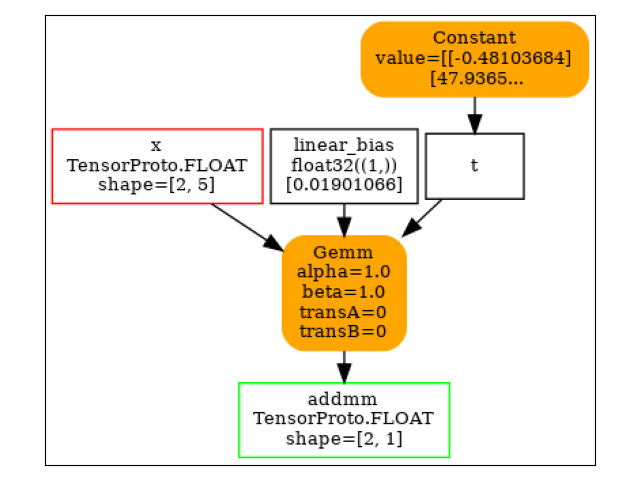 Constant
value=[[-0.48103684]
[47.9365...
x
TensorProto.FLOAT
shape=[2, 5]
linear_bias
float32((1,))
[0.01901066]
t
Gemm
alpha=1.0
beta=1.0
transA=0
transB=0
addmm
TensorProto.FLOAT
shape=[2, 1]